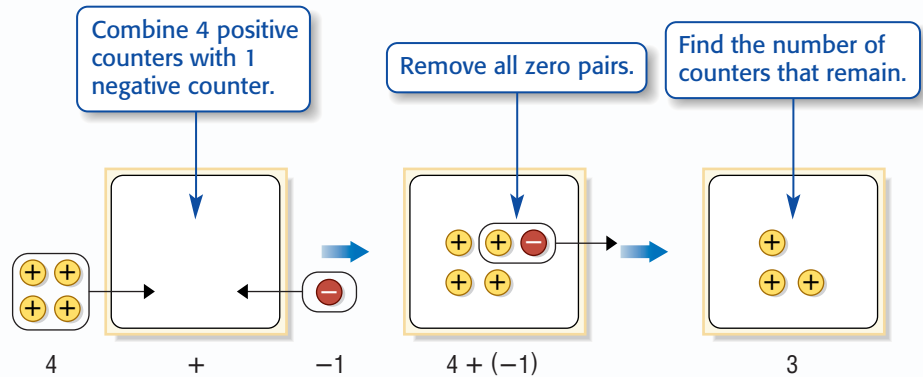 Combine 4 positive
counters with 1
negative counter.
Remove all zero pairs.
Find the number of
counters that remain.
+ + −
+ +
+ +
+ +
−
+ +
+
+ +
4 + −1 4 + (−1) 3